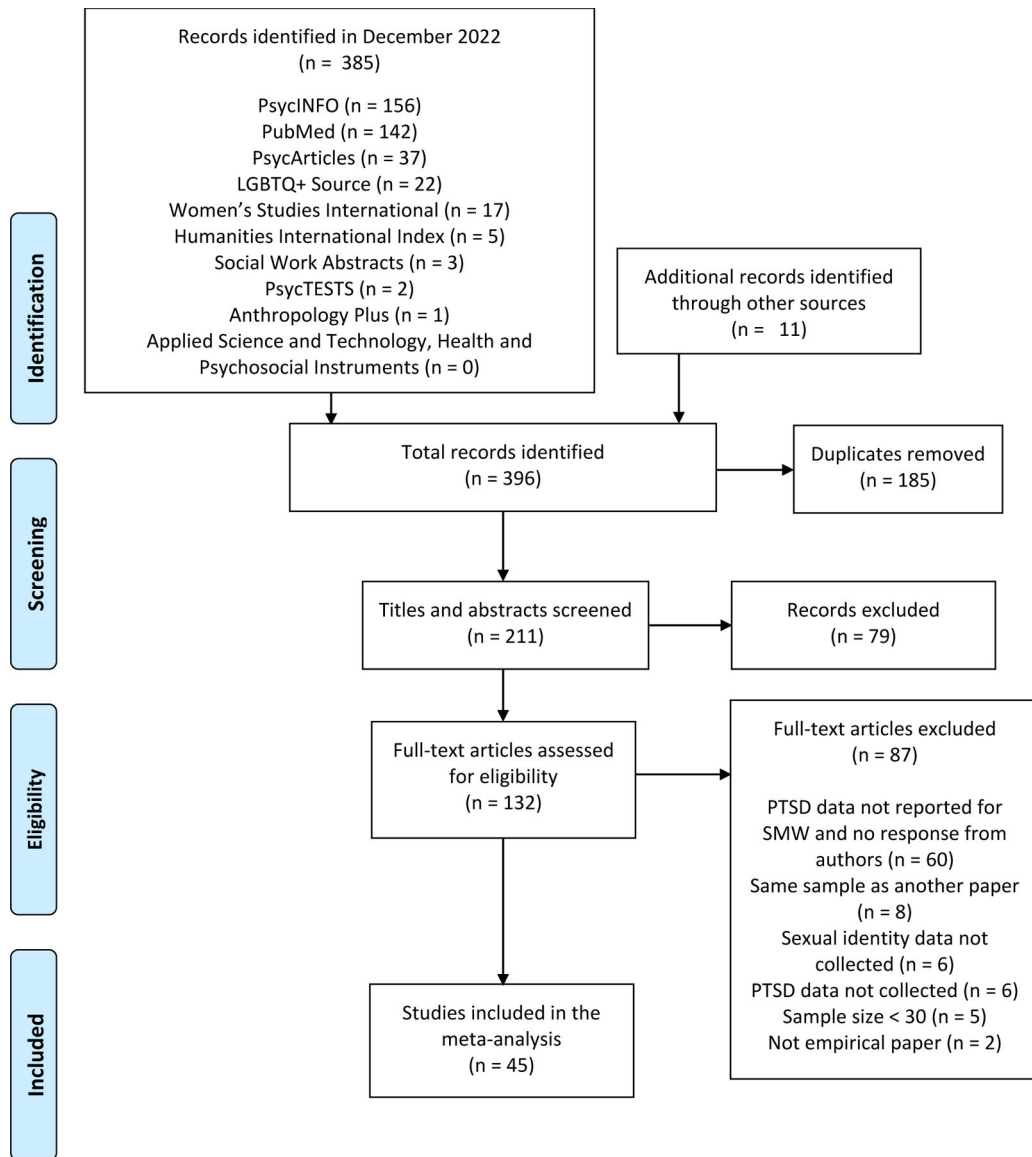 Records identified in December 2022
(n = 385)
PsycINFO (n = 156)
PubMed (n = 142)
PsycArticles (n = 37)
LGBTQ+ Source (n = 22)
Women's Studies International (n = 17)
Humanities International Index (n = 5)
Social Work Abstracts (n = 3)
PsycTESTS (n = 2)
Anthropology Plus (n = 1)
Applied Science and Technology, Health and
Psychosocial Instruments (n = 0)
Additional records identified
through other sources
(n = 11)
Identification
Total records identified
(n = 396)
Duplicates removed
(n = 185)
Screening
Titles and abstracts screened
(n = 211)
Records excluded
(n = 79)
Eligibility
Full-text articles assessed
for eligibility
(n = 132)
Full-text articles excluded
(n = 87)
PTSD data not reported for
SMW and no response from
authors (n = 60)
Same sample as another paper
(n = 8)
Sexual identity data not
collected (n = 6)
PTSD data not collected (n = 6)
Sample size < 30 (n = 5)
Not empirical paper (n = 2)
Included
Studies included in the
meta-analysis
(n = 45)